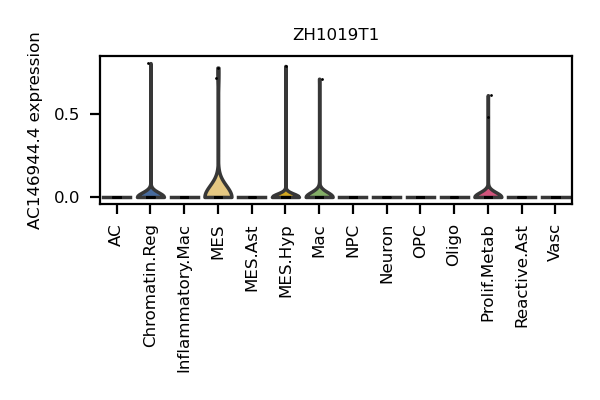 ZH1019T1
AC146944.4 expression
0.5
0.0
AC
Chromatin.Reg
Inflammatory.Mac
MES
MES.Ast
MES.Hyp
Mac
NPC
Neuron
OPC
Oligo
Prolif.Metab
Reactive.Ast
Vasc